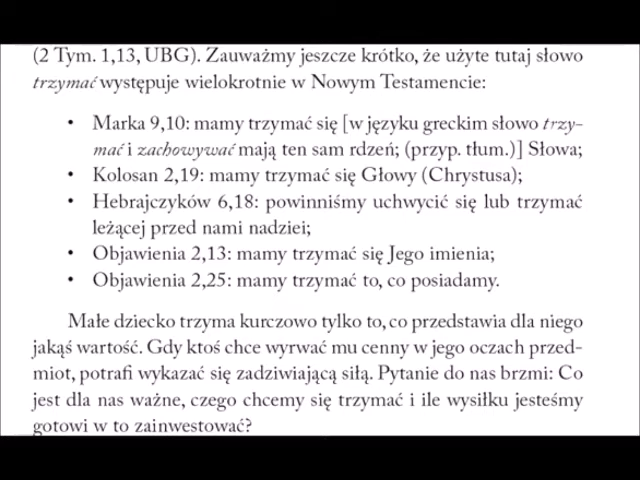 (2 Tym. 1,13, UBG). Zauważmy jeszcze krótko, że użyte tutaj słowo
trzymać występuje wielokrotnie w Nowym Testamencie:
• Marka 9,10: mamy trzymać się [w języku greckim słowo trzy-
mać i zachowywać mają ten sam rdzeń; (przyp. tłum.)] Słowa;
• Kolosan 2,19: mamy trzymać się Głowy (Chrystusa);
• Hebrajczyków 6,18: powinniśmy uchwycić się lub trzymać
leżącej przed nami nadziei;
• Objawienia 2,13: mamy trzymać się Jego imienia;
• Objawienia 2,25: mamy trzymać to, co posiadamy.
Małe dziecko trzyma kurczowo tylko to, co przedstawia dla niego
jakąś wartość. Gdy ktoś chce wyrwać mu cenny w jego oczach przed-
miot, potrafi wykazać się zadziwiającą siłą. Pytanie do nas brzmi: Co
jest dla nas ważne, czego chcemy się trzymać i ile wysiłku jesteśmy
gotowi w to zainwestować?